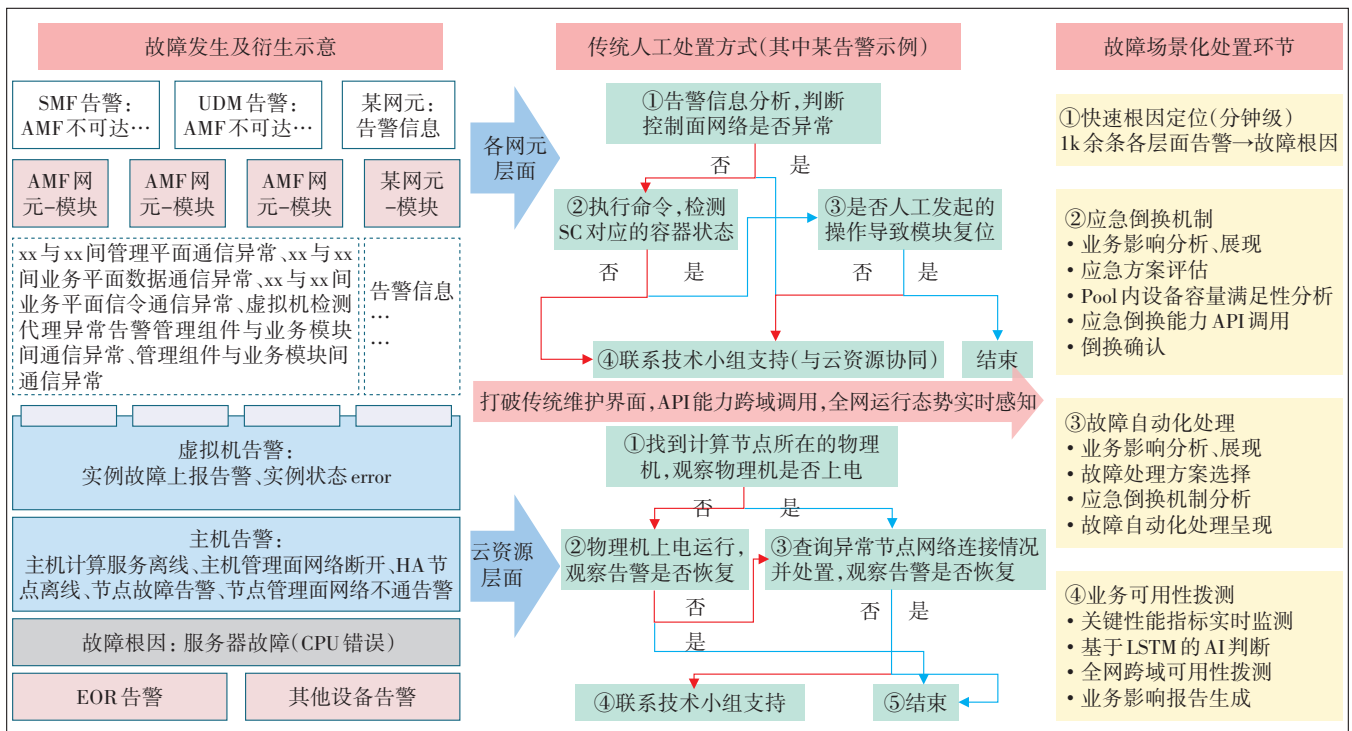 故障发生及衍生示意
SMF告警：
AMF不可达…
UDM告警：
AMF不可达…
某网元：
告警信息
AMF网
元-模块
AMF网
元-模块
AMF网
元-模块
某网元
-模块
xx与xx间管理平面通信异常、xx与xx
间业务平面数据通信异常、xx与xx间
业务平面信令通信异常、虚拟机检测
代理异常告警管理组件与业务模块
间通信异常、管理组件与业务模块间
通信异常
告警信息
…
…
虚拟机告警：
实例故障上报告警、实例状态error
主机告警：
主机计算服务离线、主机管理面网络断开、HA节
点离线、节点故障告警、节点管理面网络不通告警
故障根因：服务器故障（CPU错误）
EOR告警
其他设备告警
各网元
层面
云资源
层面
传统人工处置方式（其中某告警示例）
①告警信息分析，判断
控制面网络是否异常
否
是
②执行命令，检测
SC对应的容器状态
③是否人工发起的
操作导致模块复位
否
是
否
是
④联系技术小组支持（与云资源协同）
结束
打破传统维护界面，API能力跨域调用，全网运行态势实时感知
①找到计算节点所在的物理
机，观察物理机是否上电
否
是
②物理机上电运行，
观察告警是否恢复
③查询异常节点网络连接情况
并处置，观察告警是否恢复
否
是
否
是
④联系技术小组支持
⑤结束
故障场景化处置环节
①快速根因定位（分钟级）
1k余条各层面告警→故障根因
②应急倒换机制
• 业务影响分析、展现
• 应急方案评估
• Pool内设备容量满足性分析
• 应急倒换能力API调用
• 倒换确认
③故障自动化处理
• 业务影响分析、展现
• 故障处理方案选择
• 应急倒换机制分析
• 故障自动化处理呈现
④业务可用性拨测
• 关键性能指标实时监测
• 基于LSTM的AI判断
• 全网跨域可用性拨测
• 业务影响报告生成